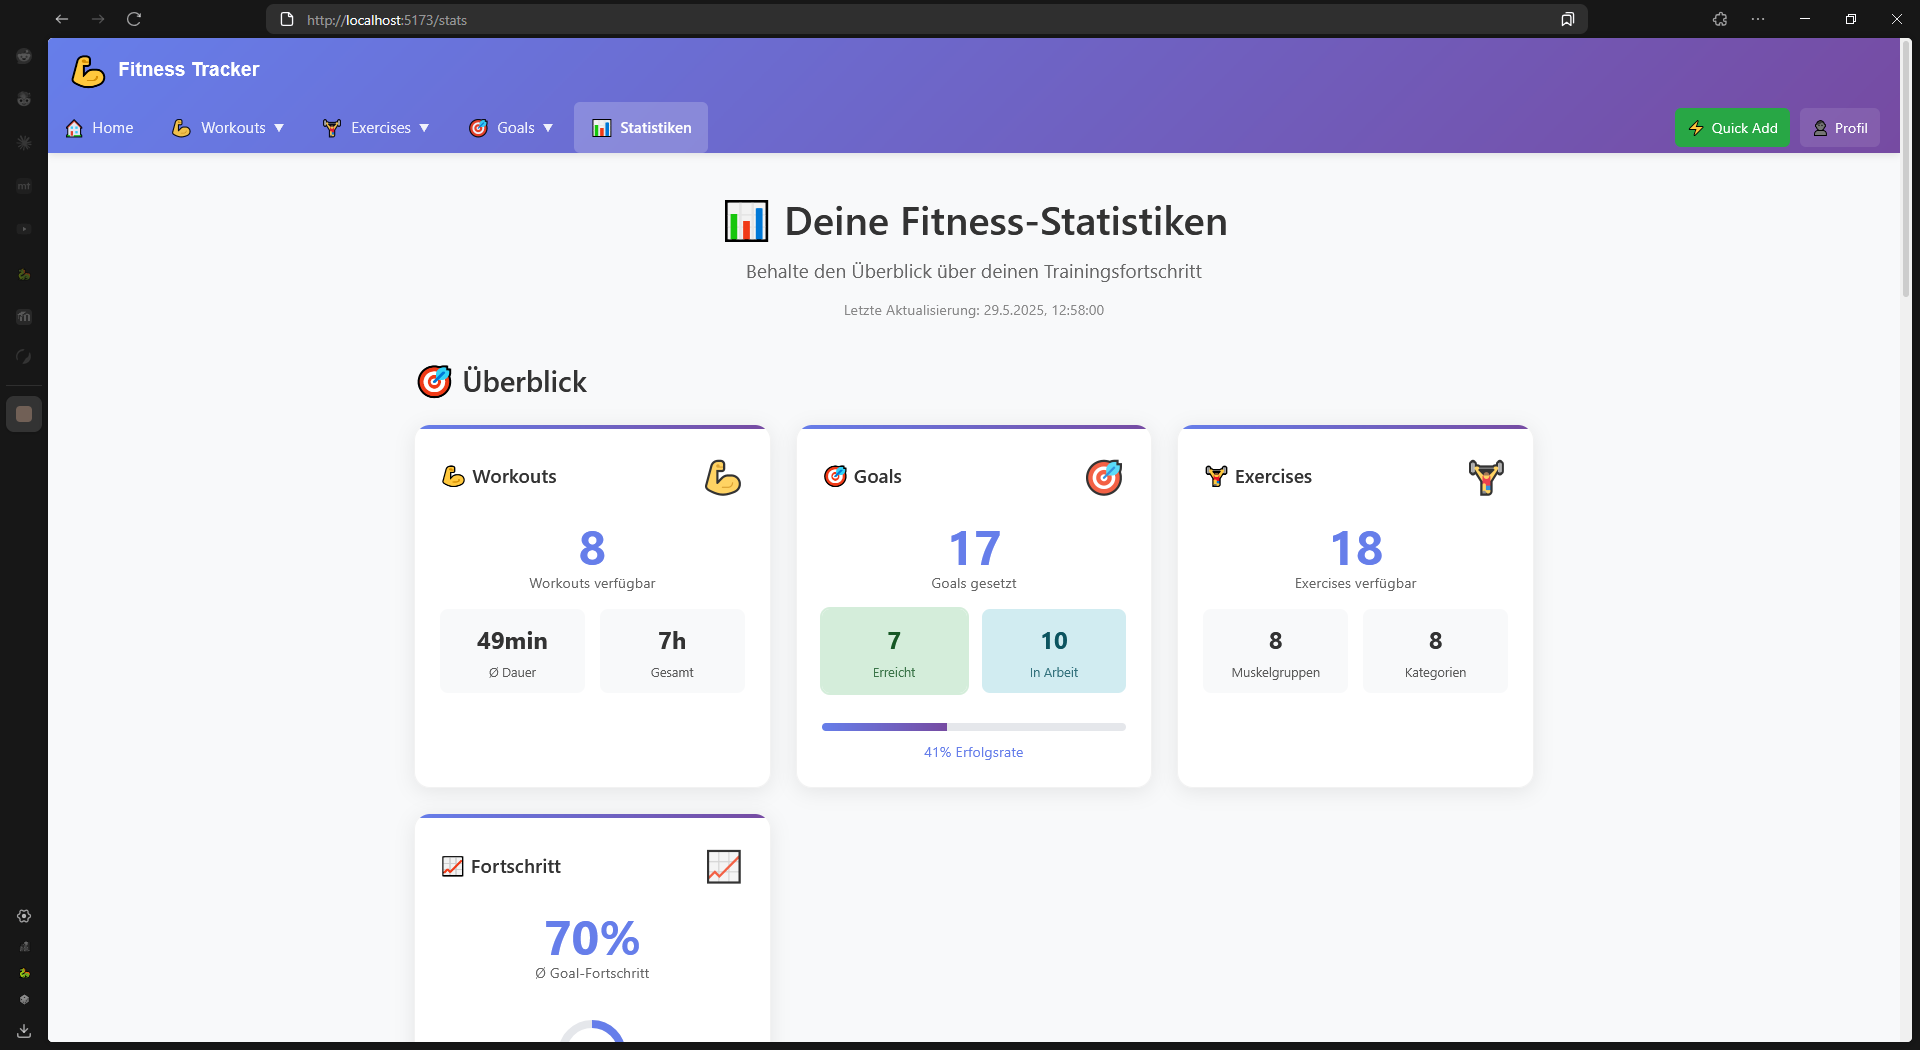 http://localhost:5173/stats
Fitness Tracker
Home
Workouts ▼
Exercises ▼
Goals ▼
Statistiken
Quick Add
Profil
Deine Fitness-Statistiken
Behalte den Überblick über deinen Trainingsfortschritt
Letzte Aktualisierung: 29.5.2025, 12:58:00
Überblick
Workouts
8
Workouts verfügbar
49min
Ø Dauer
7h
Gesamt
Goals
17
Goals gesetzt
7
Erreicht
10
In Arbeit
41% Erfolgsrate
Exercises
18
Exercises verfügbar
8
Muskelgruppen
8
Kategorien
Fortschritt
70%
Ø Goal-Fortschritt